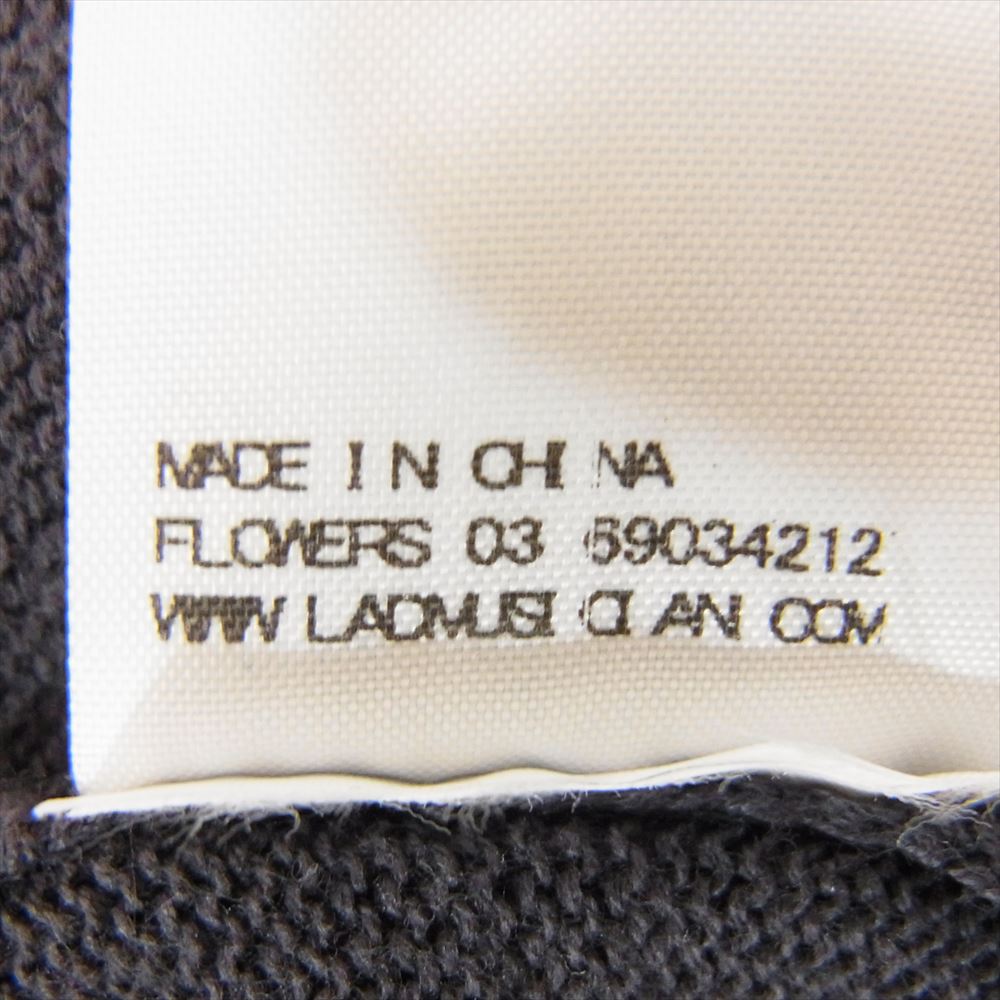 MADE IN CHINA
FLOWERS 03 69034212
WWW LADMUSICIAN COM